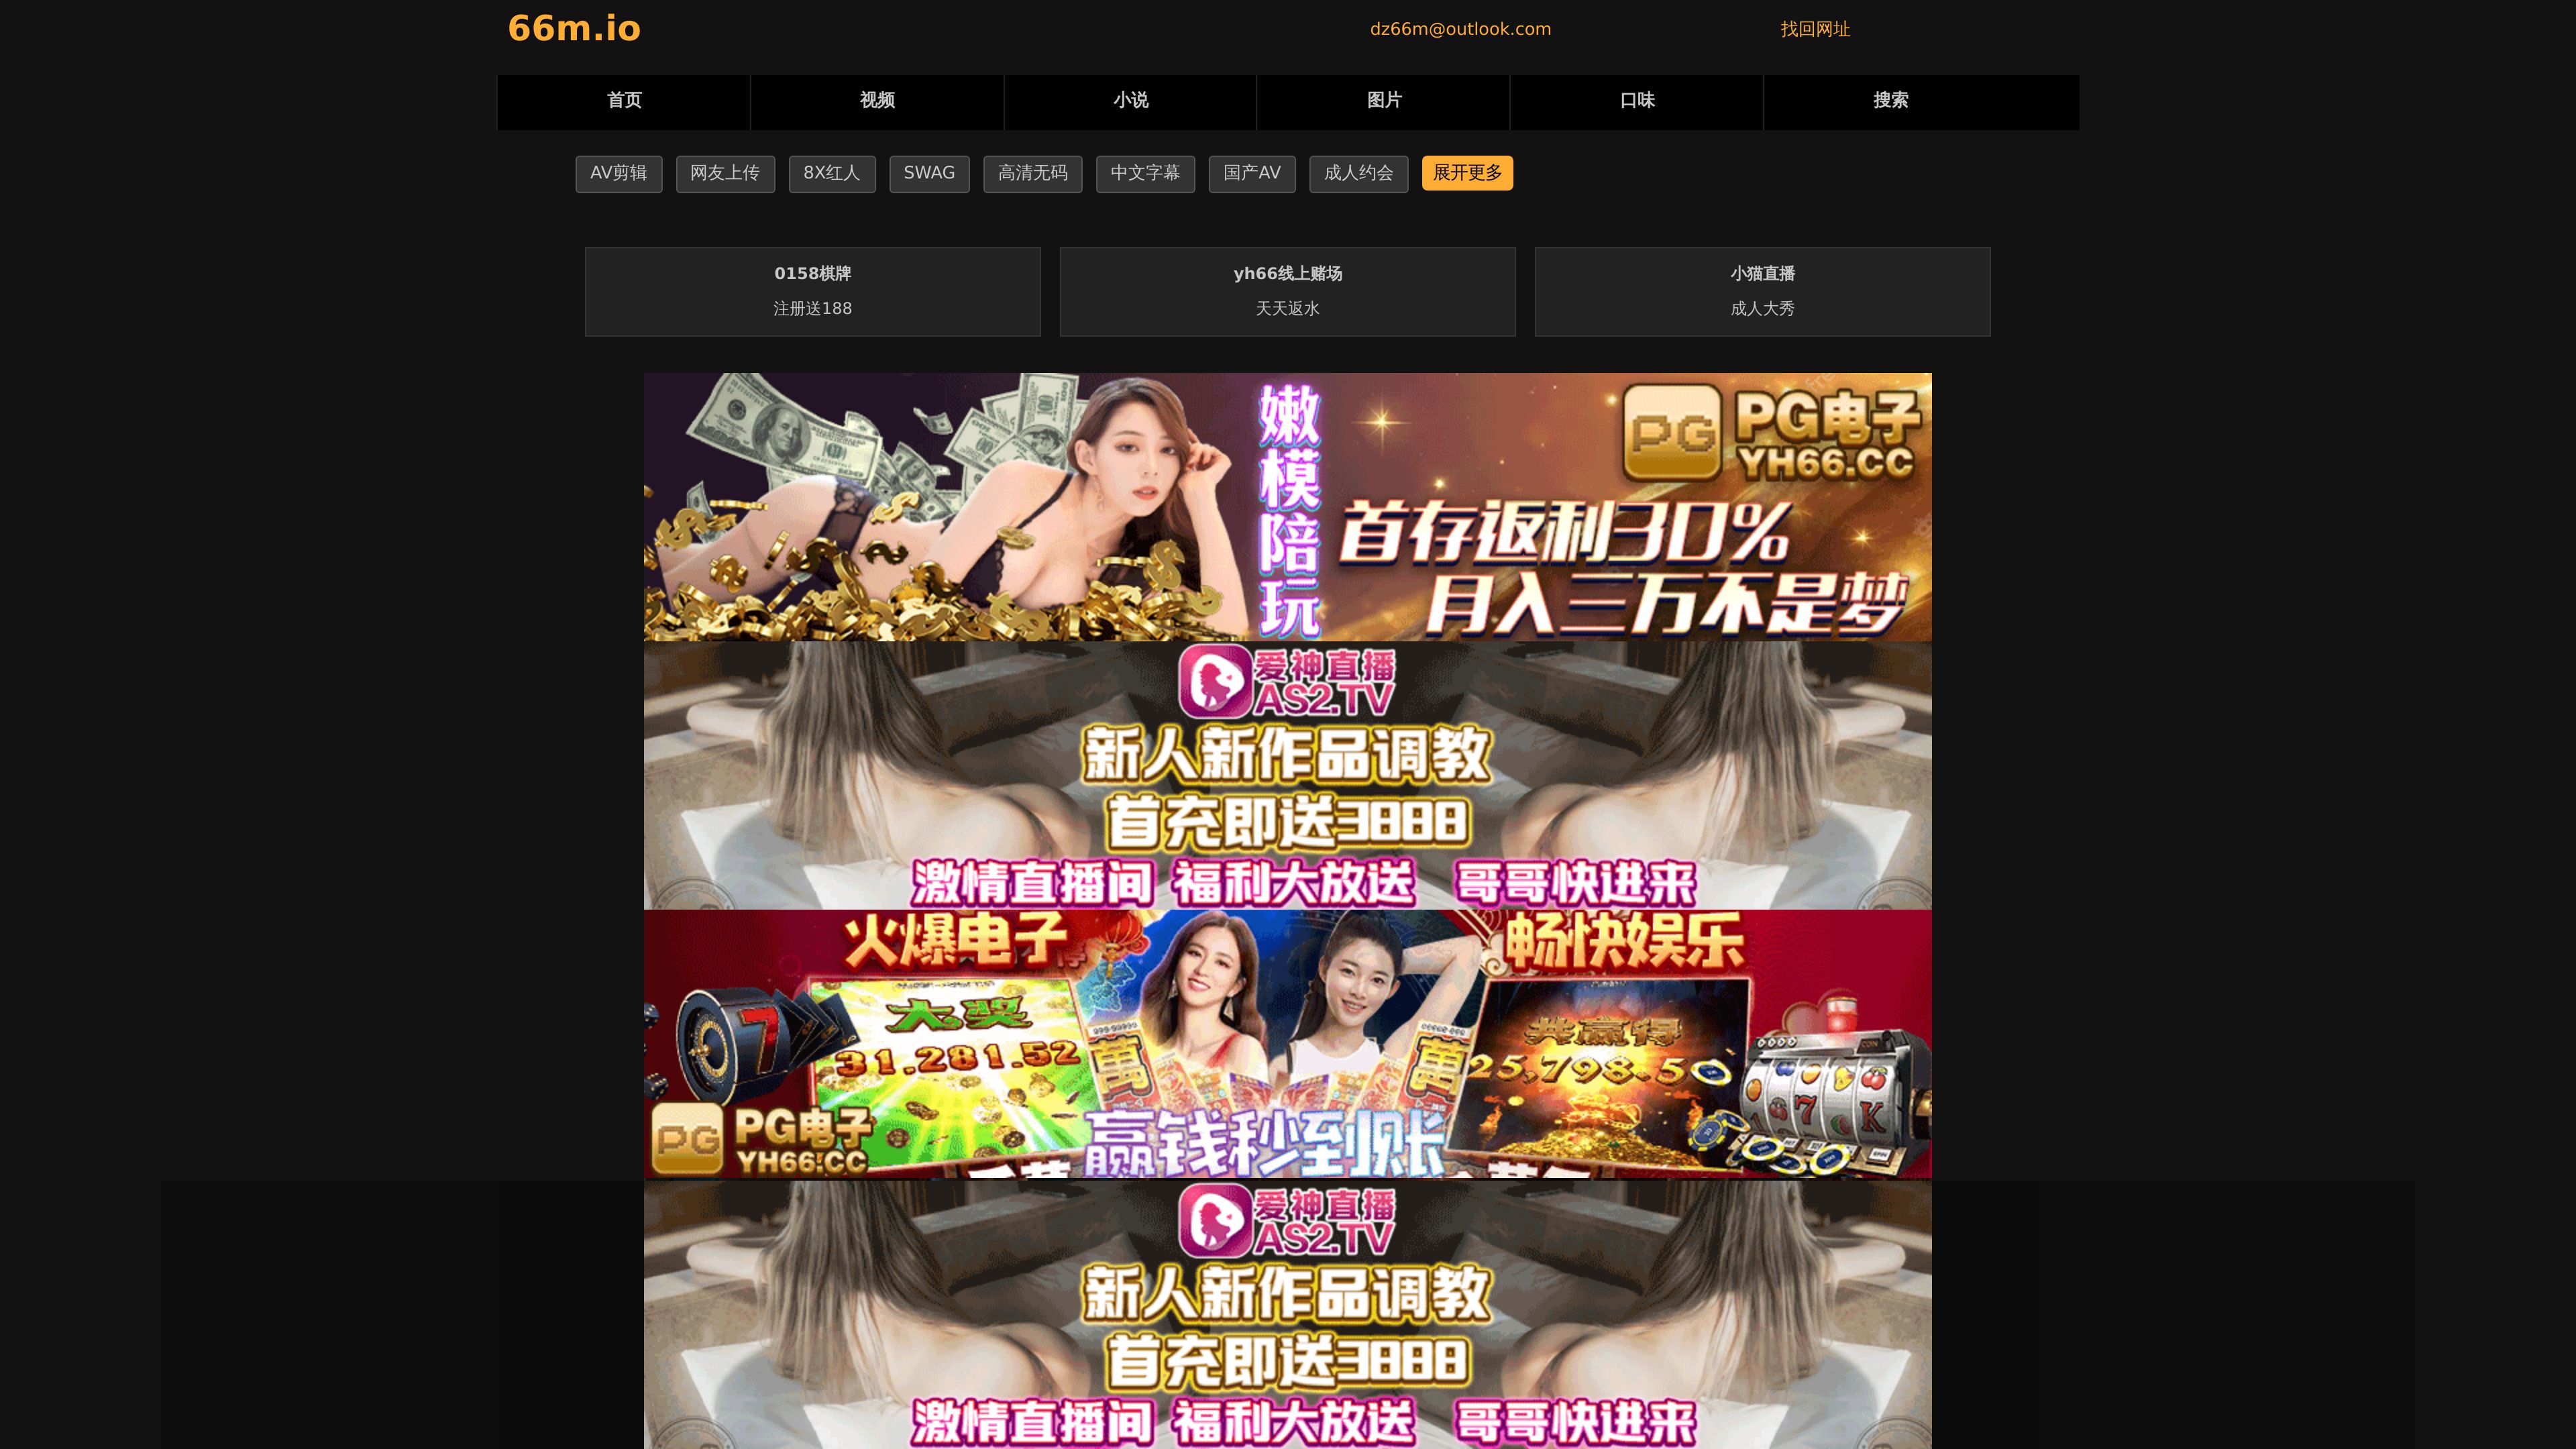 66m.io
dz66m@outlook.com
找回网址
首页
视频
小说
图片
口味
搜索
AV剪辑
网友上传
8X红人
SWAG
高清无码
中文字幕
国产AV
成人约会
展开更多
0158棋牌
注册送188
yh66线上赌场
天天返水
小猫直播
成人大秀
嫩模陪玩
PG
PG电子
YH66.CC
首存返利30%
月入三万不是梦
爱神直播
AS2.TV
新人新作品调教
首充即送3888
激情直播间 福利大放送 哥哥快进来
火爆电子
畅快娱乐
大奖
31,281.52
共赢得
25,798.5
萬
萬
7
7
K
PG
PG电子
YH66.CC
赢钱秒到账
爱神直播
AS2.TV
新人新作品调教
首充即送3888
激情直播间 福利大放送 哥哥快进来